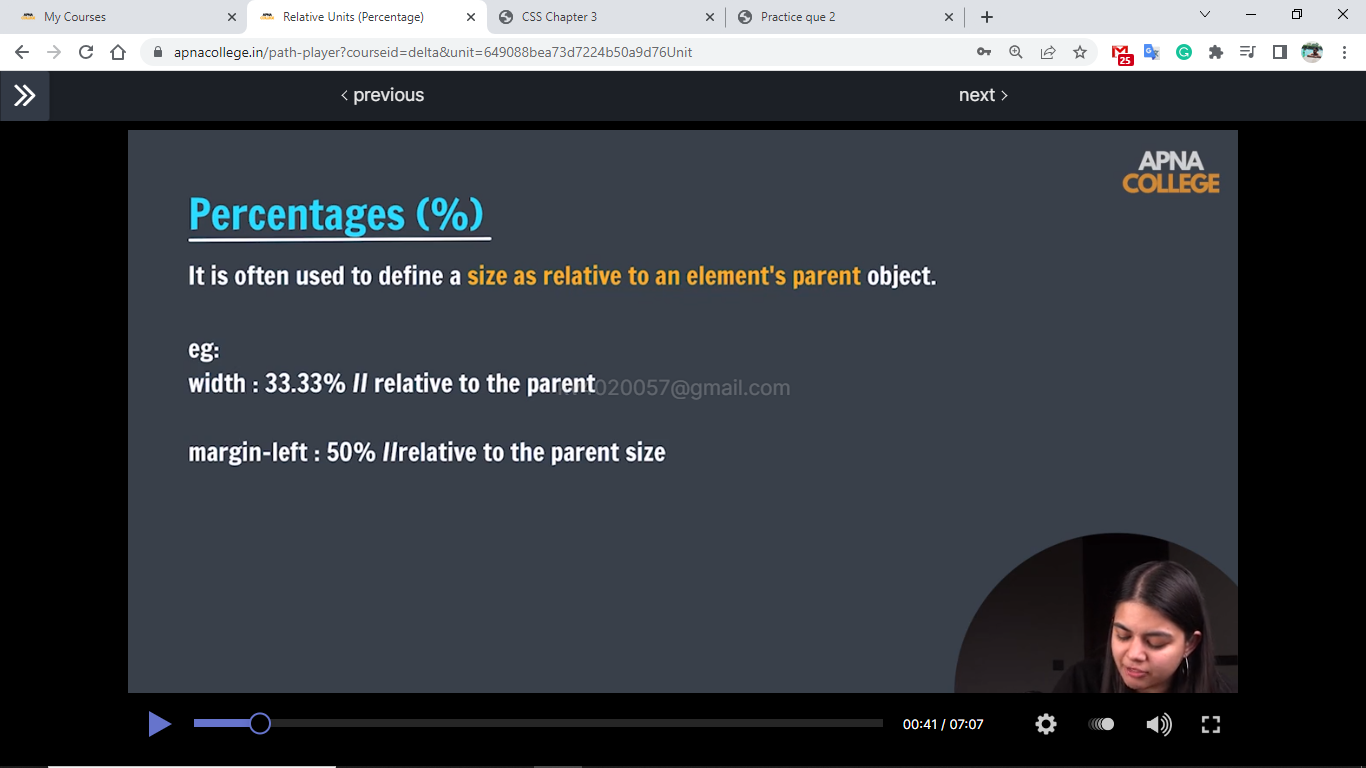 My Courses
Relative Units (Percentage)
CSS Chapter 3
Practice que 2
apnacollege.in/path-player?courseid=delta&unit=649088bea73d7224b50a9d76Unit
25
‹ previous
next ›
APNA
COLLEGE
Percentages (%)
It is often used to define a size as relative to an element's parent object.
eg:
width : 33.33% // relative to the parent
020057@gmail.com
margin-left : 50% //relative to the parent size
00:41 / 07:07